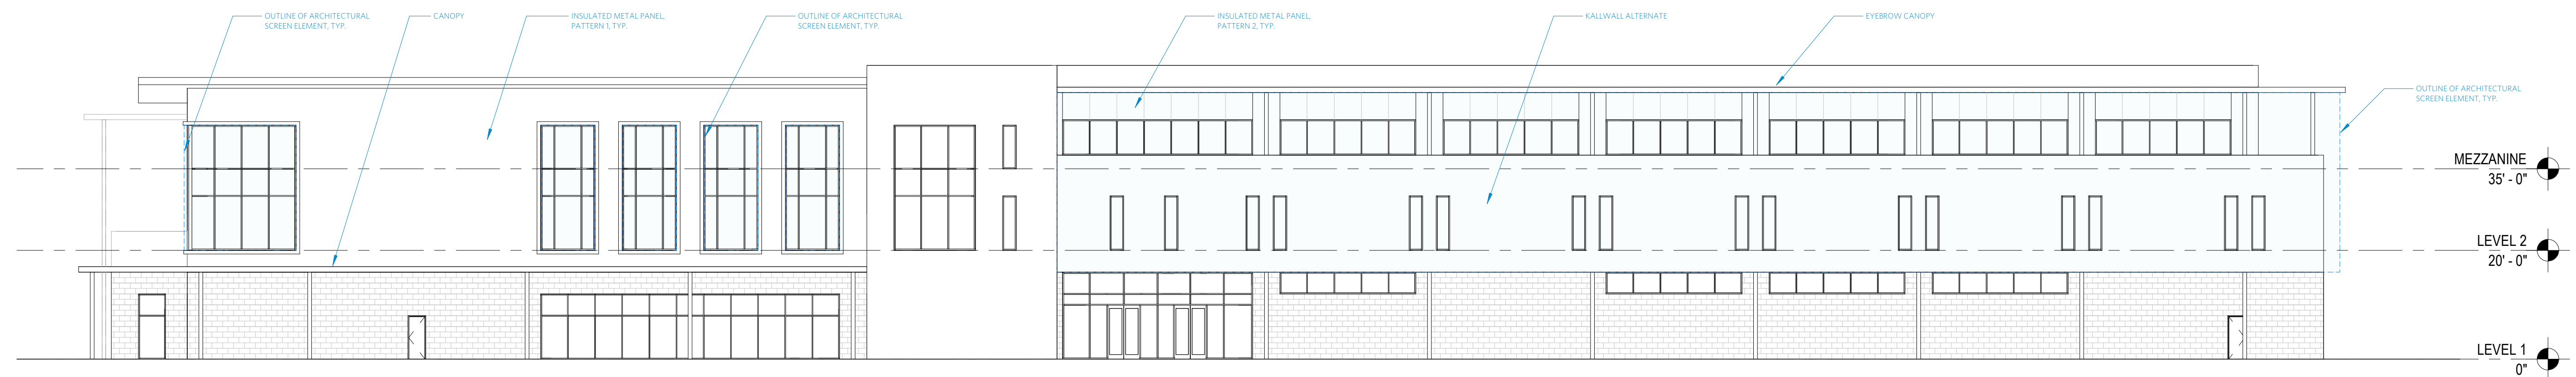 OUTLINE OF ARCHITECTURAL
SCREEN ELEMENT, TYP.
CANOPY
INSULATED METAL PANEL,
PATTERN 1, TYP.
OUTLINE OF ARCHITECTURAL
SCREEN ELEMENT, TYP.
INSULATED METAL PANEL,
PATTERN 2, TYP.
KALLWALL ALTERNATE
EYEBROW CANOPY
OUTLINE OF ARCHITECTURAL
SCREEN ELEMENT, TYP.
MEZZANINE
35' - 0"
LEVEL 2
20' - 0"
LEVEL 1
0"